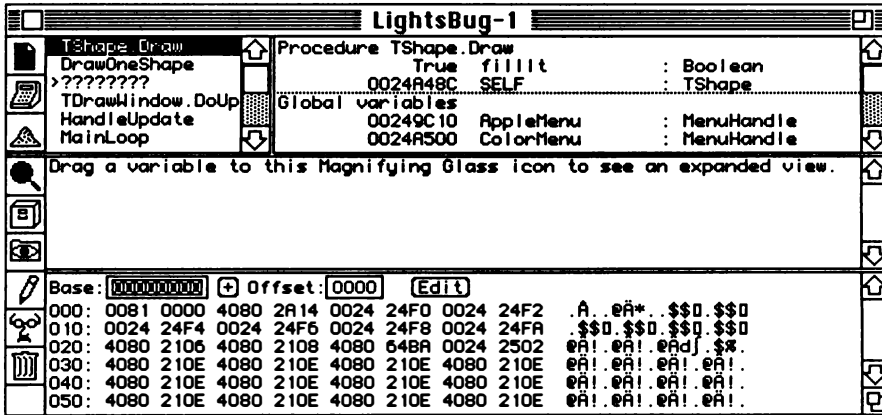 LightsBug-1
TShape.Draw
DrawOneShape
>????????
TDrawWindow.DoUp
HandleUpdate
MainLoop
Procedure TShape.Draw
True fillIt : Boolean
0024A48C SELF : TShape
Global variables
00249C10 AppleMenu : MenuHandle
0024A500 ColorMenu : MenuHandle
Drag a variable to this Magnifying Glass icon to see an expanded view.
Base: 0000000000 + Offset: 0000 Edit
000: 0081 0000 4080 2A14 0024 24F0 0024 24F2 .Å..@Ä*..$$▯.$$▯
010: 0024 24F4 0024 24F6 0024 24F8 0024 24FA .$$▯.$$▯.$$▯.$$▯
020: 4080 2106 4080 2108 4080 64BA 0024 2502 @Ä!.@Ä!.@Äd∫.$%.
030: 4080 210E 4080 210E 4080 210E 4080 210E @Ä!.@Ä!.@Ä!.@Ä!.
040: 4080 210E 4080 210E 4080 210E 4080 210E @Ä!.@Ä!.@Ä!.@Ä!.
050: 4080 210E 4080 210E 4080 210E 4080 210E @Ä!.@Ä!.@Ä!.@Ä!.